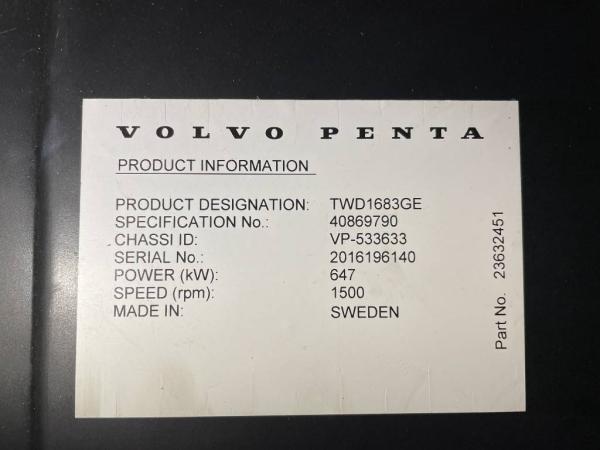 VOLVO PENTA
PRODUCT INFORMATION
PRODUCT DESIGNATION: TWD1683GE
SPECIFICATION No.: 40869790
CHASSI ID: VP-533633
SERIAL No.: 2016196140
POWER (kW): 647
SPEED (rpm): 1500
MADE IN: SWEDEN
Part No. 23632451